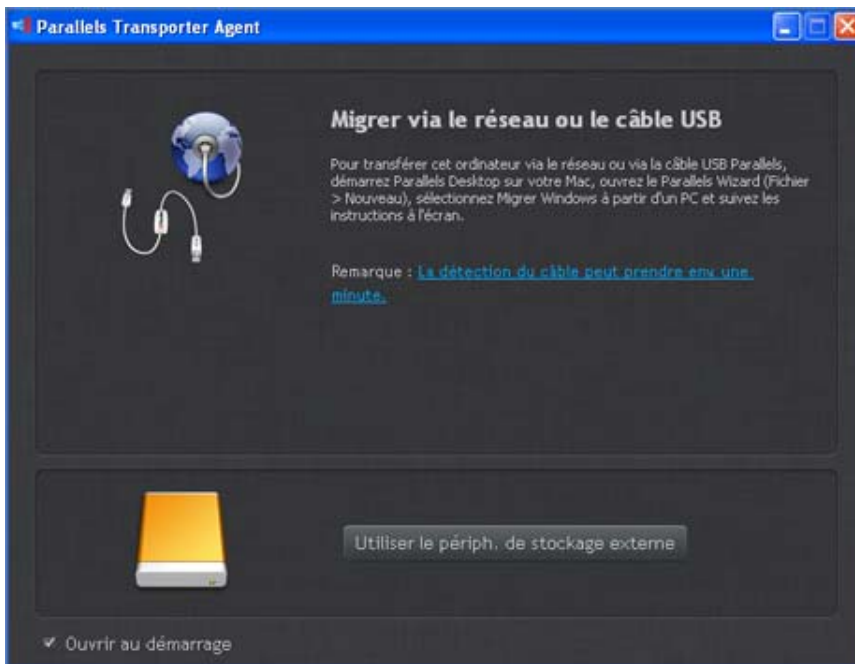 Parallels Transporter Agent
Migrer via le réseau ou le câble USB
Pour transférer cet ordinateur via le réseau ou via la câble USB Parallels,
démarrez Parallels Desktop sur votre Mac, ouvrez le Parallels Wizard (Fichier
> Nouveau), sélectionnez Migrer Windows à partir d'un PC et suivez les
instructions à l'écran.
Remarque : La détection du câble peut prendre env. une
minute.
Utiliser le périph. de stockage externe
Ouvrir au démarrage